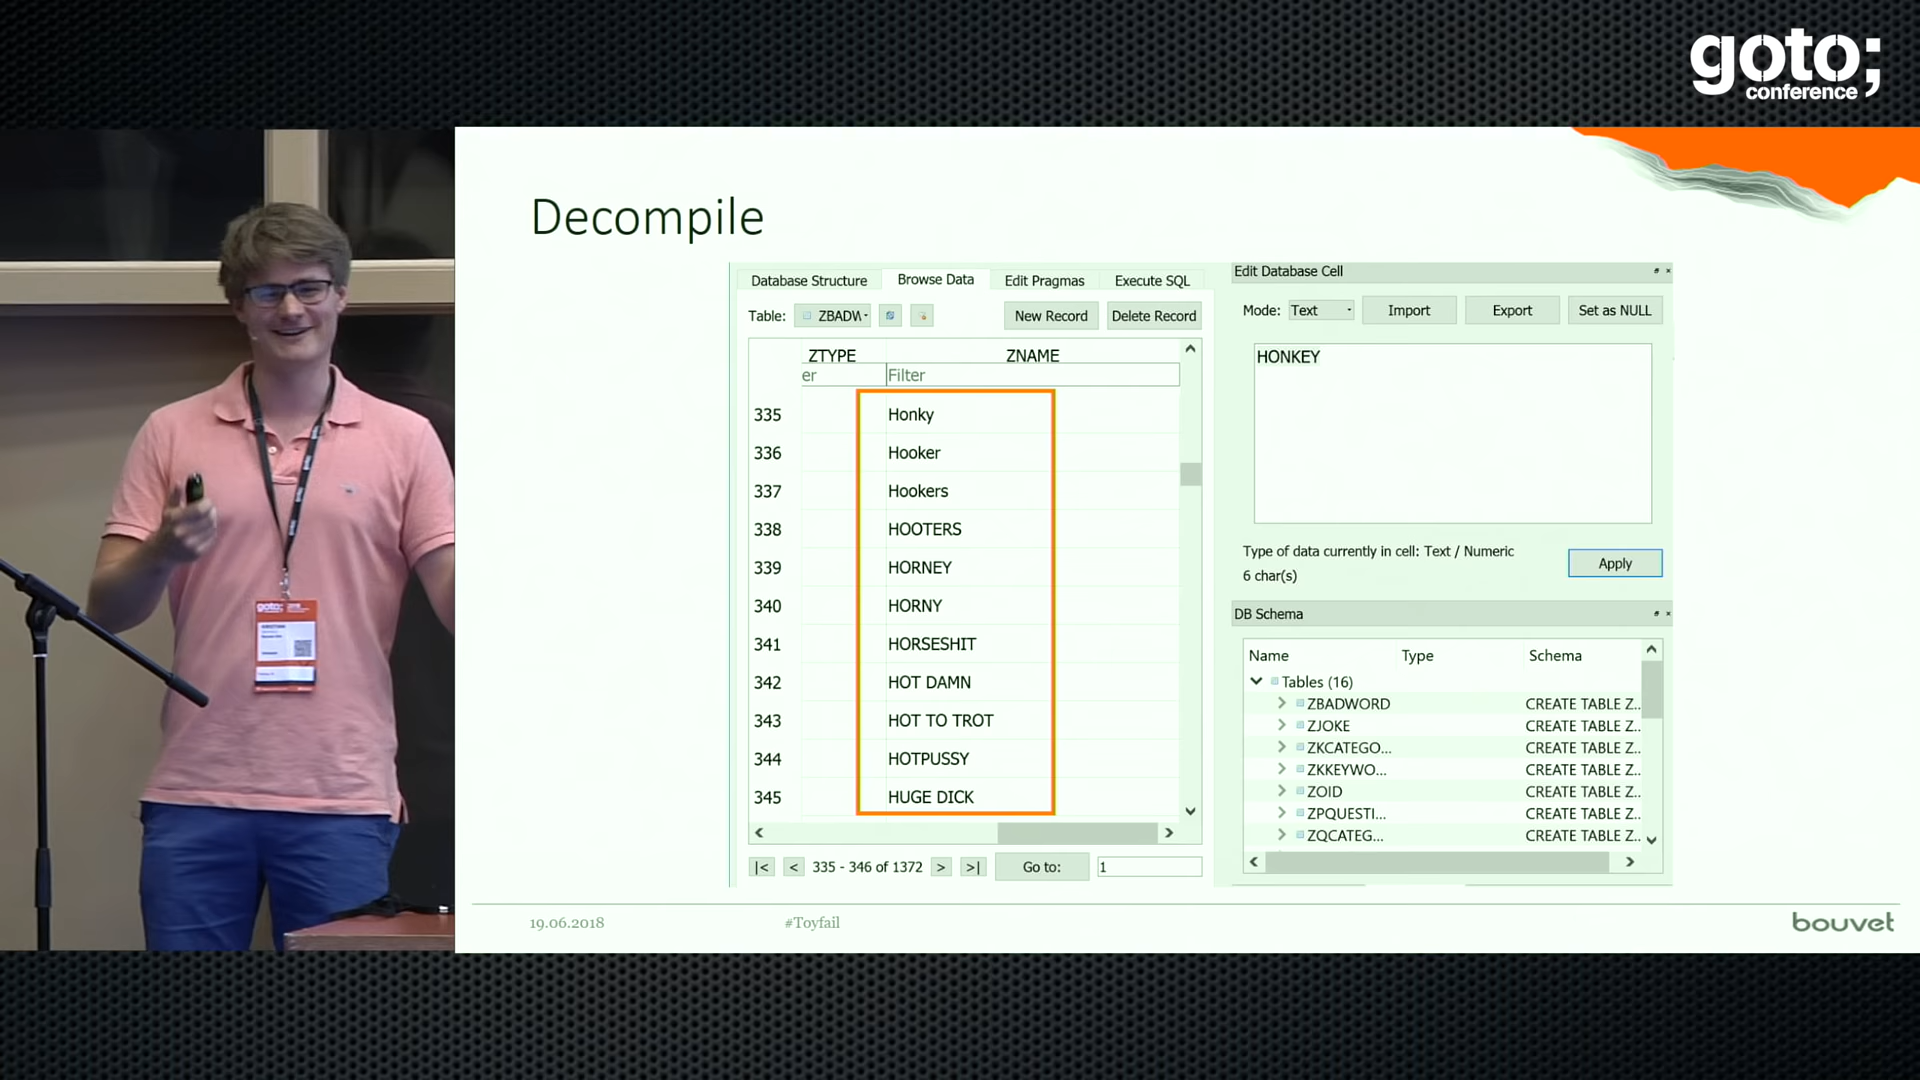 goto;
conference
Decompile
Database Structure
Browse Data
Edit Pragmas
Execute SQL
Table:
ZBADW
New Record
Delete Record
ZTYPE
ZNAME
er
Filter
335 Honky
336 Hooker
337 Hookers
338 HOOTERS
339 HORNEY
340 HORNY
341 HORSESHIT
342 HOT DAMN
343 HOT TO TROT
344 HOTPUSSY
345 HUGE DICK
|< < 335 - 346 of 1372 > >| Go to: 1
Edit Database Cell
Mode: Text Import Export Set as NULL
HONKEY
Type of data currently in cell: Text / Numeric
6 char(s)
Apply
DB Schema
Name Type Schema
Tables (16)
ZBADWORD CREATE TABLE Z..
ZJOKE CREATE TABLE Z..
ZKCATEGO... CREATE TABLE Z..
ZKKEYWO... CREATE TABLE Z..
ZOID CREATE TABLE Z..
ZPQUESTI... CREATE TABLE Z..
ZQCATEG... CREATE TABLE Z..
19.06.2018
#Toyfail
bouvet
goto;